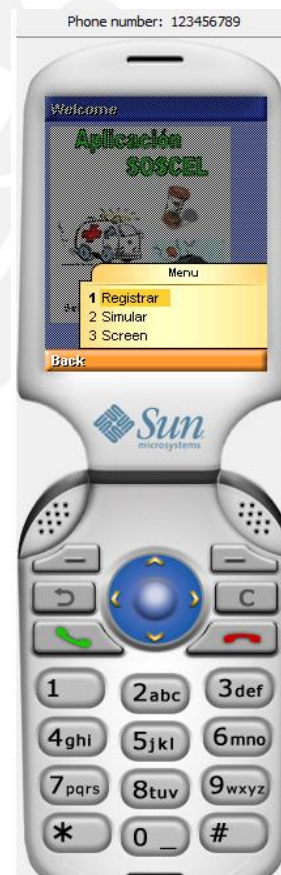 Phone number: 123456789
Welcome
Aplicación
SOSCEL
Menu
1 Registrar
2 Simular
3 Screen
Back
Sun
microsystems
C
1 2abc 3def
4ghi 5jkl 6mno
7pqrs 8tuv 9wxyz
* 0 _ #